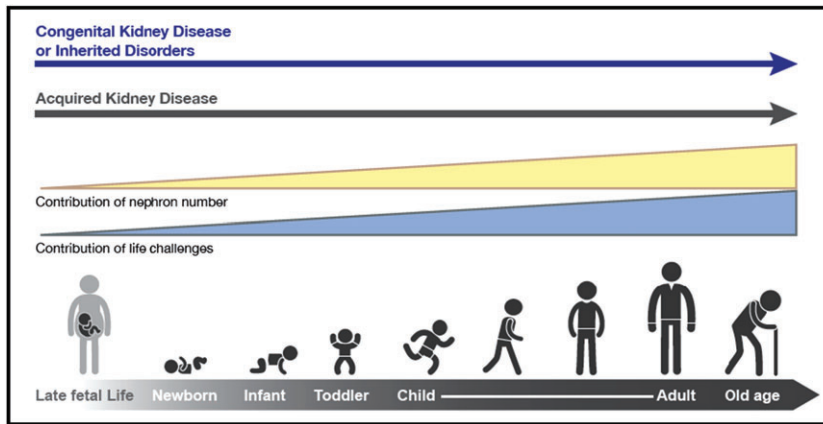 Congenital Kidney Disease
or Inherited Disorders
Acquired Kidney Disease
Contribution of nephron number
Contribution of life challenges
Late fetal Life Newborn Infant Toddler Child Adult Old age